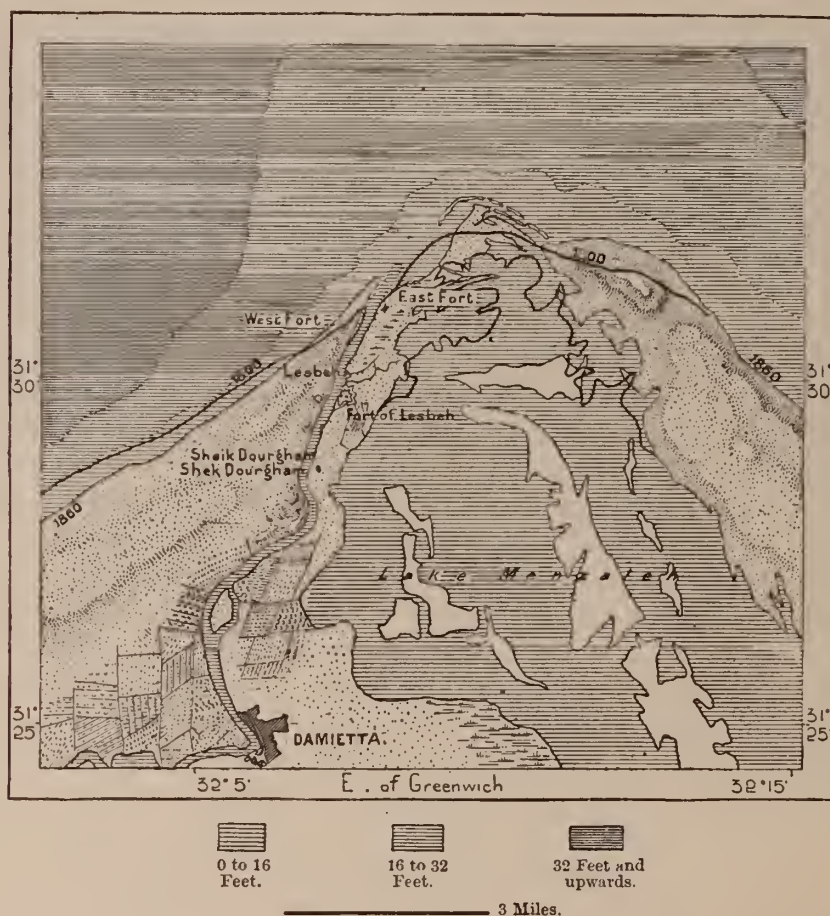 West Fort
East Fort
31°
30'
31°
30'
1800
1860
Lesbeh
Fort of Lesbeh
Sheik Dourgham
Shek Dourgham
1860
Lake Menzaleh
31°
25'
DAMIETTA.
31°
25'
32° 5'
E. of Greenwich
32° 15'
0 to 16
Feet.
16 to 32
Feet.
32 Feet and
upwards.
3 Miles.